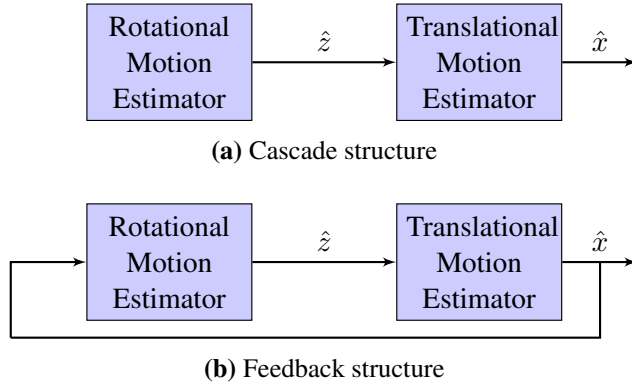 Rotational
Motion
Estimator
ẑ
Translational
Motion
Estimator
x̂
(a) Cascade structure
Rotational
Motion
Estimator
ẑ
Translational
Motion
Estimator
x̂
(b) Feedback structure